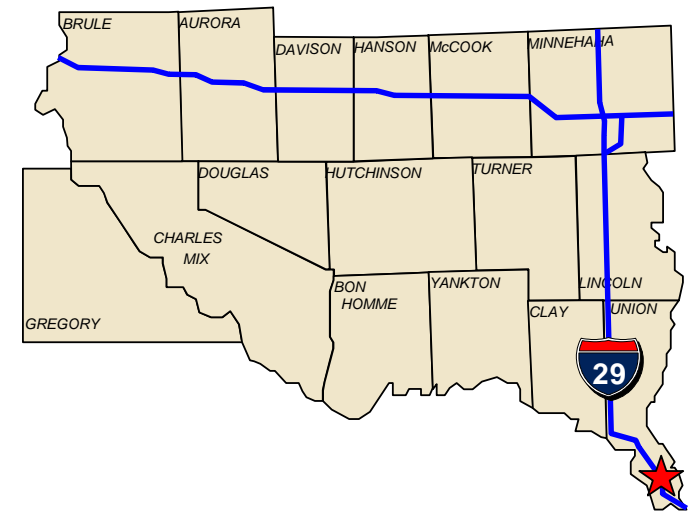 BRULE
AURORA
DAVISON
HANSON
McCOOK
MINNEHAHA
DOUGLAS
HUTCHINSON
TURNER
CHARLES
MIX
LINCOLN
BON
HOMME
YANKTON
CLAY
UNION
GREGORY
29